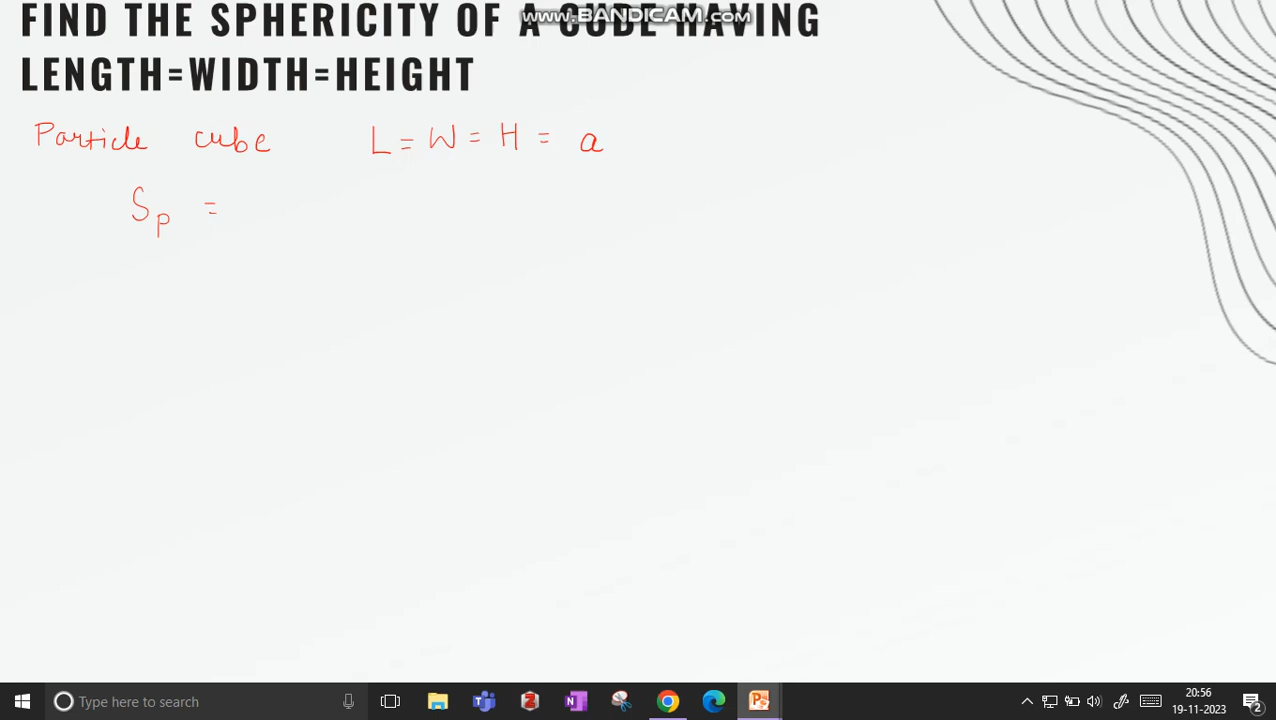 www.BANDICAM.com
FIND THE SPHERICITY OF A CUBE HAVING
LENGTH=WIDTH=HEIGHT
Particle cube L = W = H = a
Sp =
Type here to search
20:56
19-11-2023
2